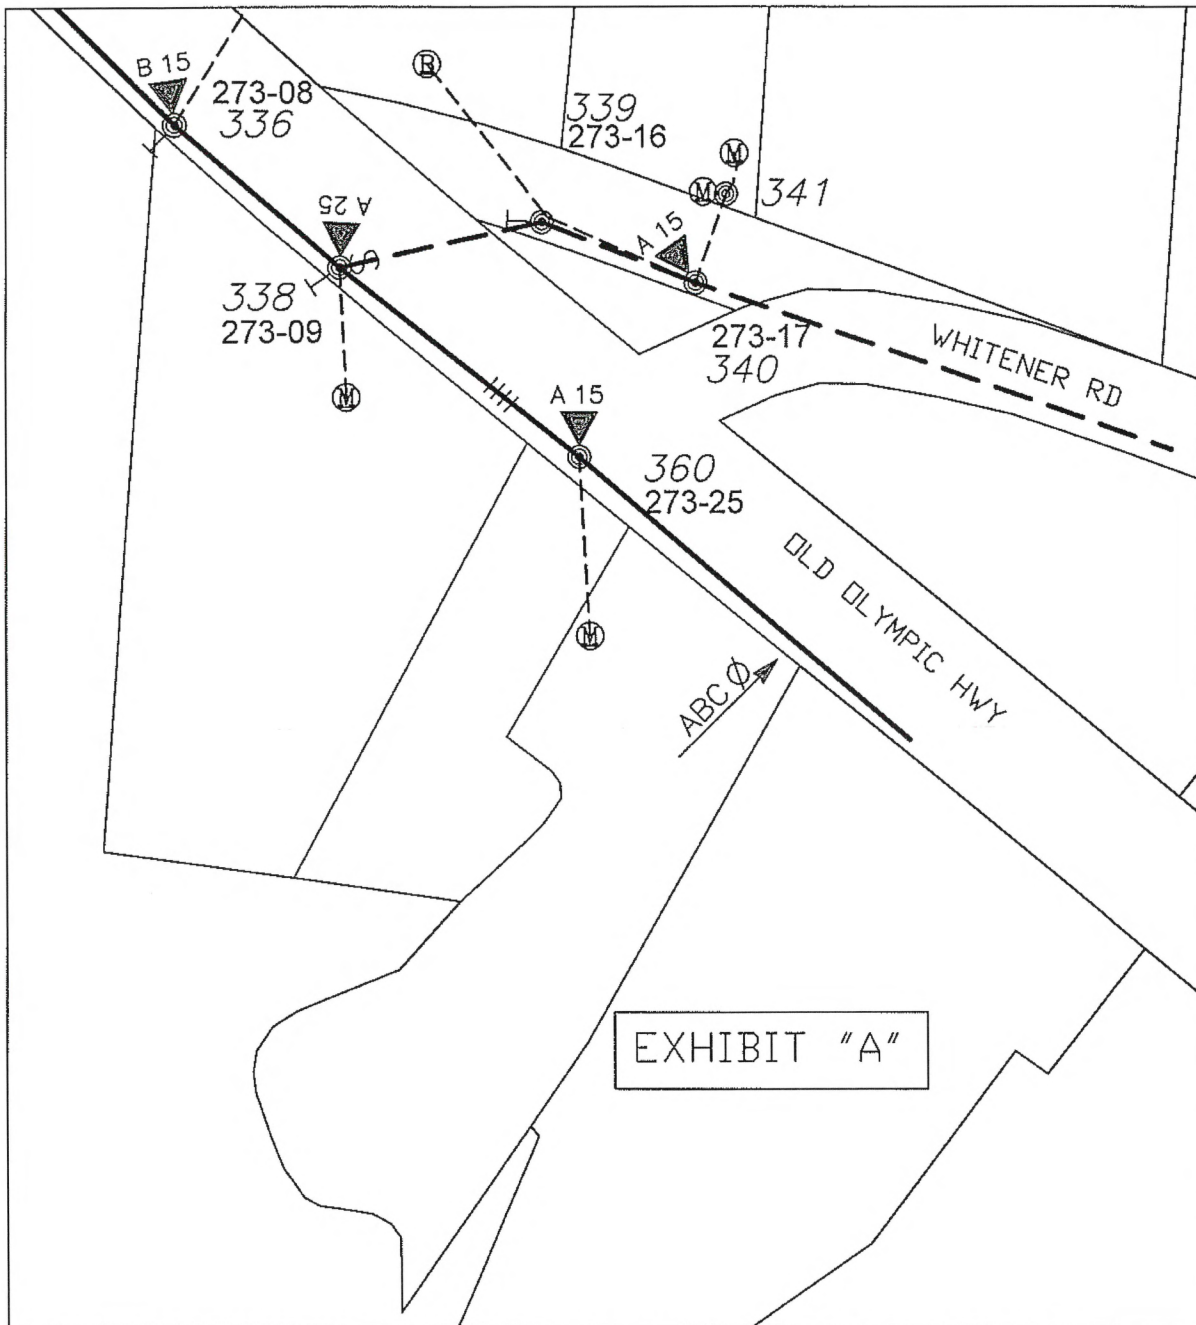 B 15
273-08
336
R
339
273-16
M
M
341
A 25
A 15
338
273-09
273-17
340
WHITENER RD
M
A 15
360
273-25
OLD OLYMPIC HWY
M
ABC Φ
EXHIBIT "A"